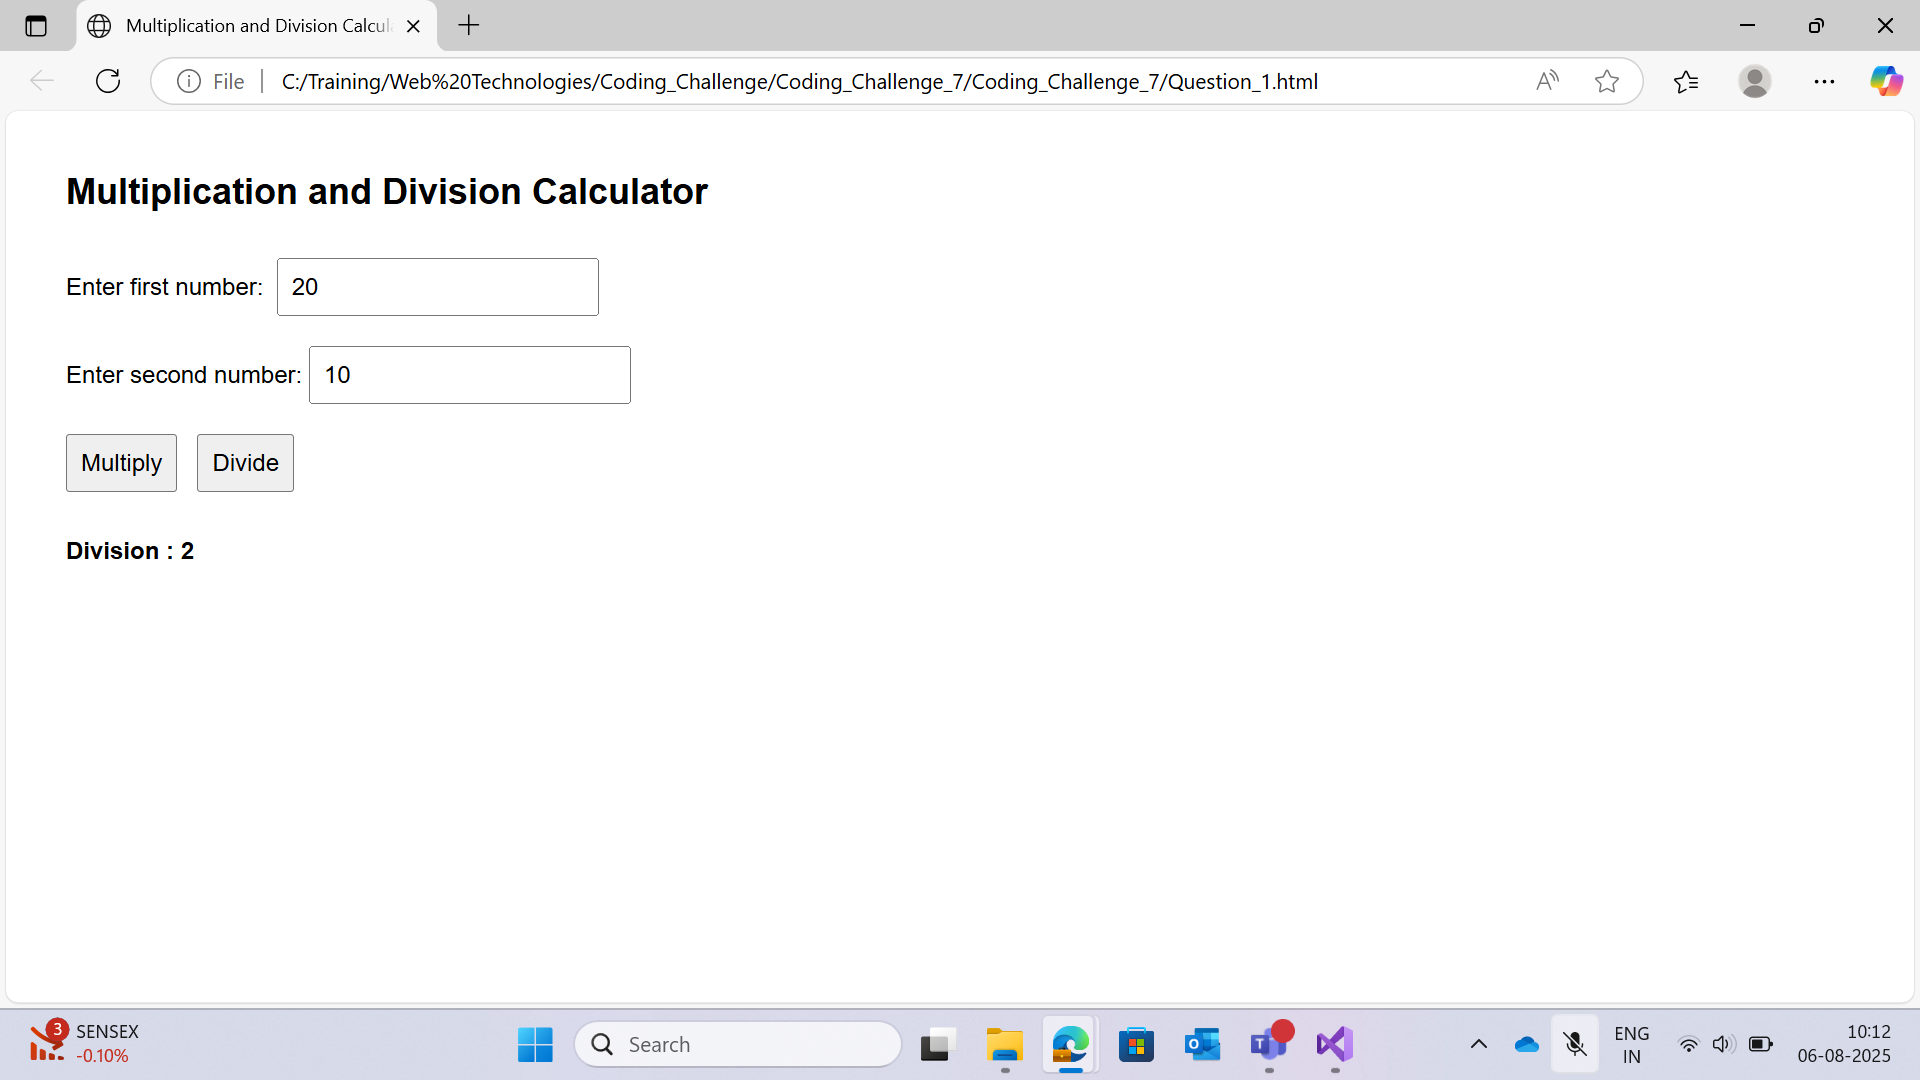 Multiplication and Division Calcul
File
C:/Training/Web%20Technologies/Coding_Challenge/Coding_Challenge_7/Coding_Challenge_7/Question_1.html
Multiplication and Division Calculator
Enter first number: 20
Enter second number: 10
Multiply Divide
Division : 2
3
SENSEX
-0.10%
Search
ENG
IN
10:12
06-08-2025